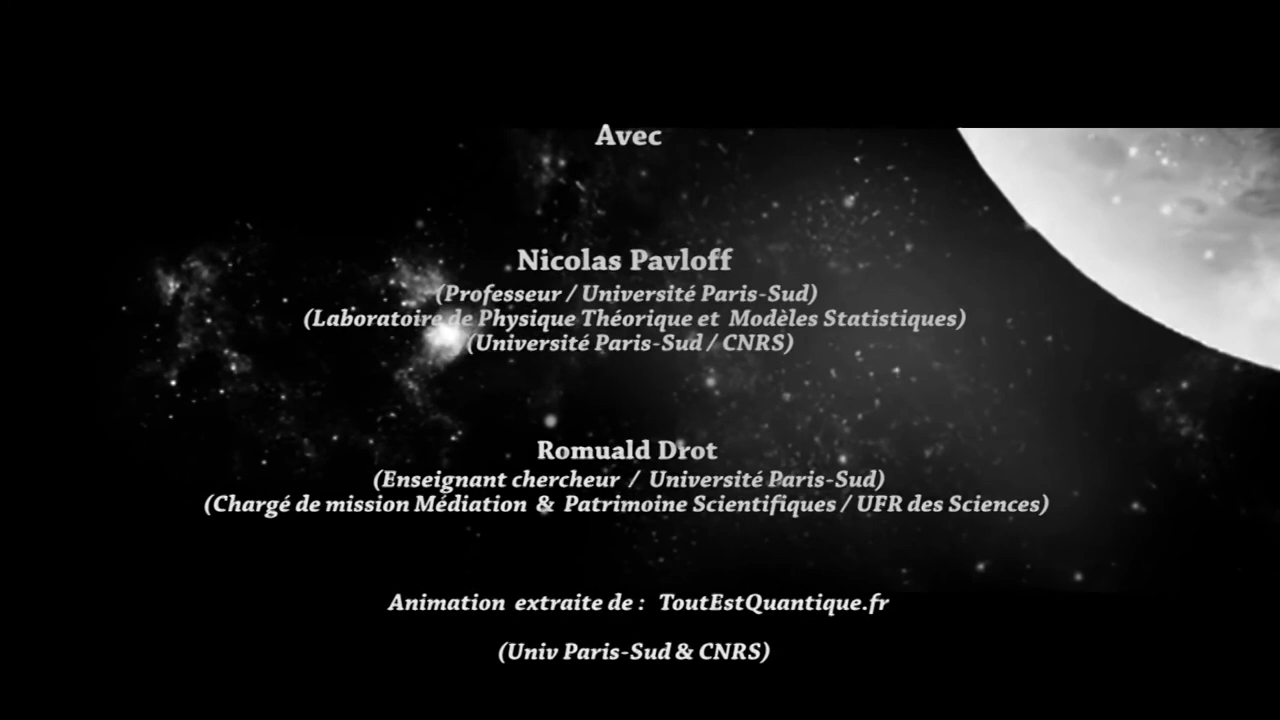 Avec
Nicolas Pavloff
(Professeur / Université Paris-Sud)
(Laboratoire de Physique Théorique et Modèles Statistiques)
(Université Paris-Sud / CNRS)
Romuald Drot
(Enseignant chercheur / Université Paris-Sud)
(Chargé de mission Médiation & Patrimoine Scientifiques / UFR des Sciences)
Animation extraite de : ToutEstQuantique.fr
(Univ Paris-Sud & CNRS)